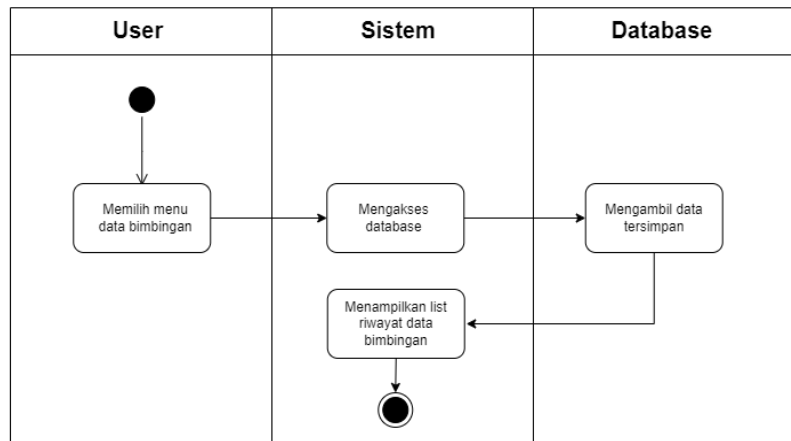 User
Sistem
Database
Memilih menu
data bimbingan
Mengakses
database
Mengambil data
tersimpan
Menampilkan list
riwayat data
bimbingan